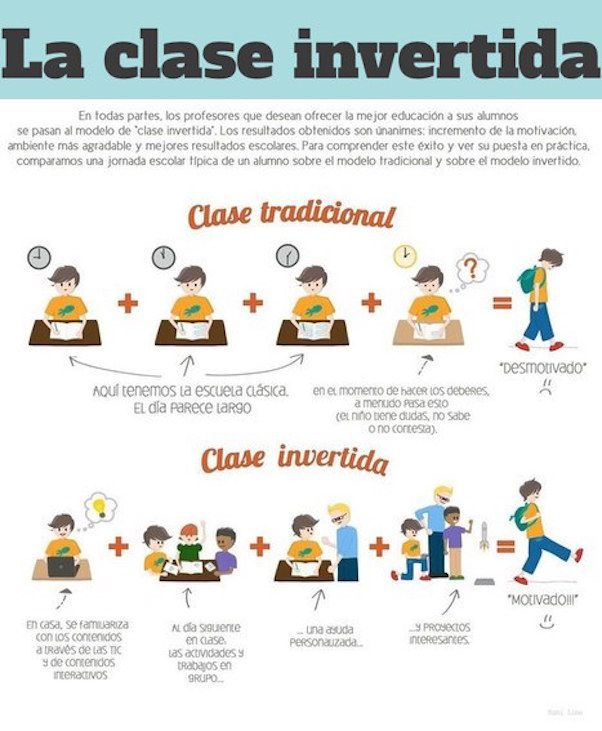 La clase invertida
En todas partes, los profesores que desean ofrecer la mejor educación a sus alumnos
se pasan al modelo de "clase invertida". Los resultados obtenidos son únanimes: incremento de la motivación,
ambiente más agradable y mejores resultados escolares. Para comprender este éxito y ver su puesta en práctica,
comparamos una jornada escolar típica de un alumno sobre el modelo tradicional y sobre el modelo invertido.
Clase tradicional
?
+ + + =
"Desmotivado"
Aquí tenemos la escuela clásica.
El día parece largo
en el momento de hacer los deberes,
a menudo pasa esto
(el niño tiene dudas, no sabe
o no contesta).
Clase invertida
+ + + =
"Motivado!!!"
En casa, se familiariza
con los contenidos
a través de las TIC
y de contenidos
interactivos
Al día siguiente
en clase,
las actividades y
trabajos en
grupo...
... una ayuda
personalizada...
...y proyectos
interesantes.